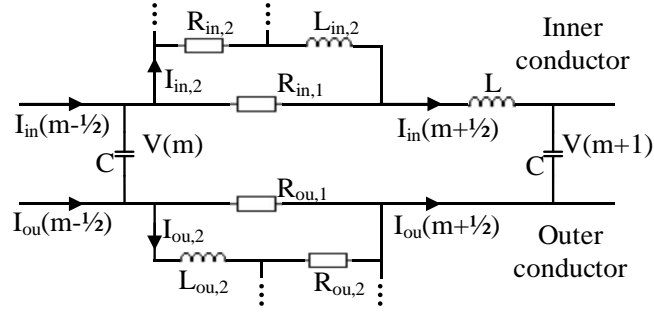 R_in,2
L_in,2
Inner
conductor
I_in,2
R_in,1
L
I_in(m-½)
I_in(m+½)
C
V(m)
C
V(m+1)
R_ou,1
I_ou(m-½)
I_ou,2
I_ou(m+½)
Outer
conductor
L_ou,2
R_ou,2